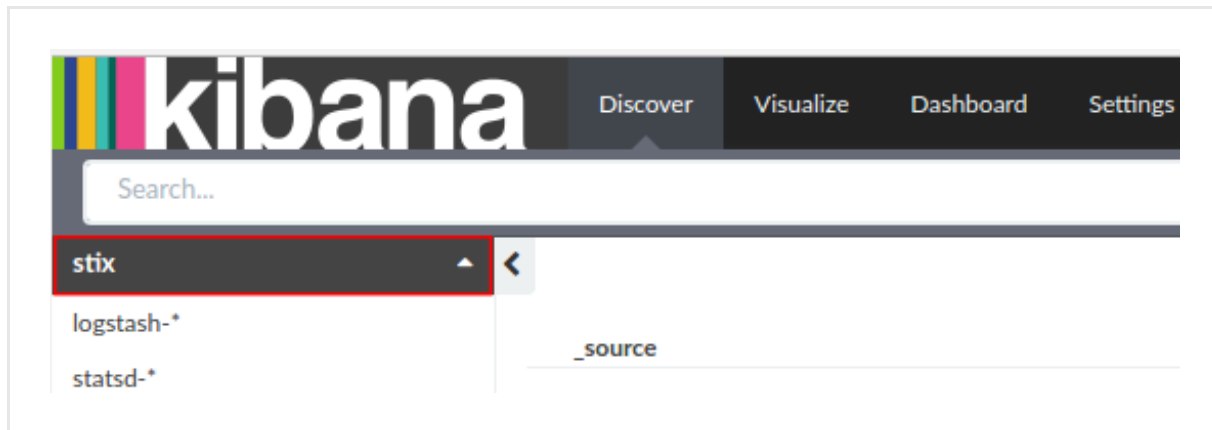 kibana Discover Visualize Dashboard Settings
Search...
stix
logstash-*
_source
statsd-*